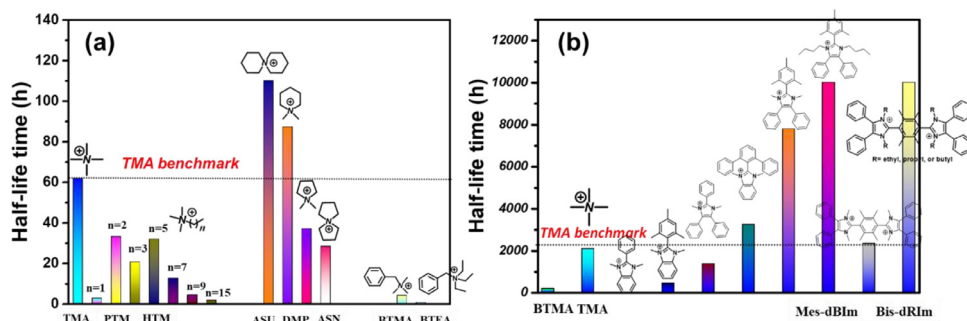 (a)
Half-life time (h)
140
120
100
80
60
40
20
0
TMA benchmark
n
n=1
n=2
n=3
n=5
n=7
n=9
n=15
TMA PTM HTM ASU DMP ASN BTMA BTEA
(b)
Half-life time (h)
12000
10000
8000
6000
4000
2000
0
TMA benchmark
R= ethyl, propyl, or butyl
BTMA TMA Mes-dBIm Bis-dRIm